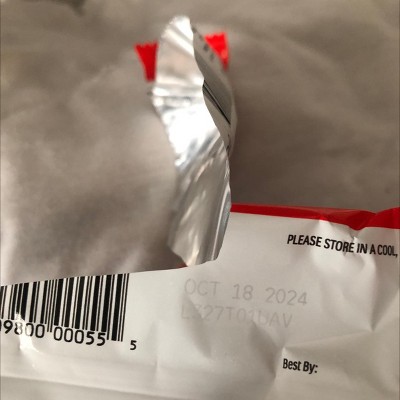 PLEASE STORE IN A COOL,
OCT 18 2024
9800 00055 5
Best By: